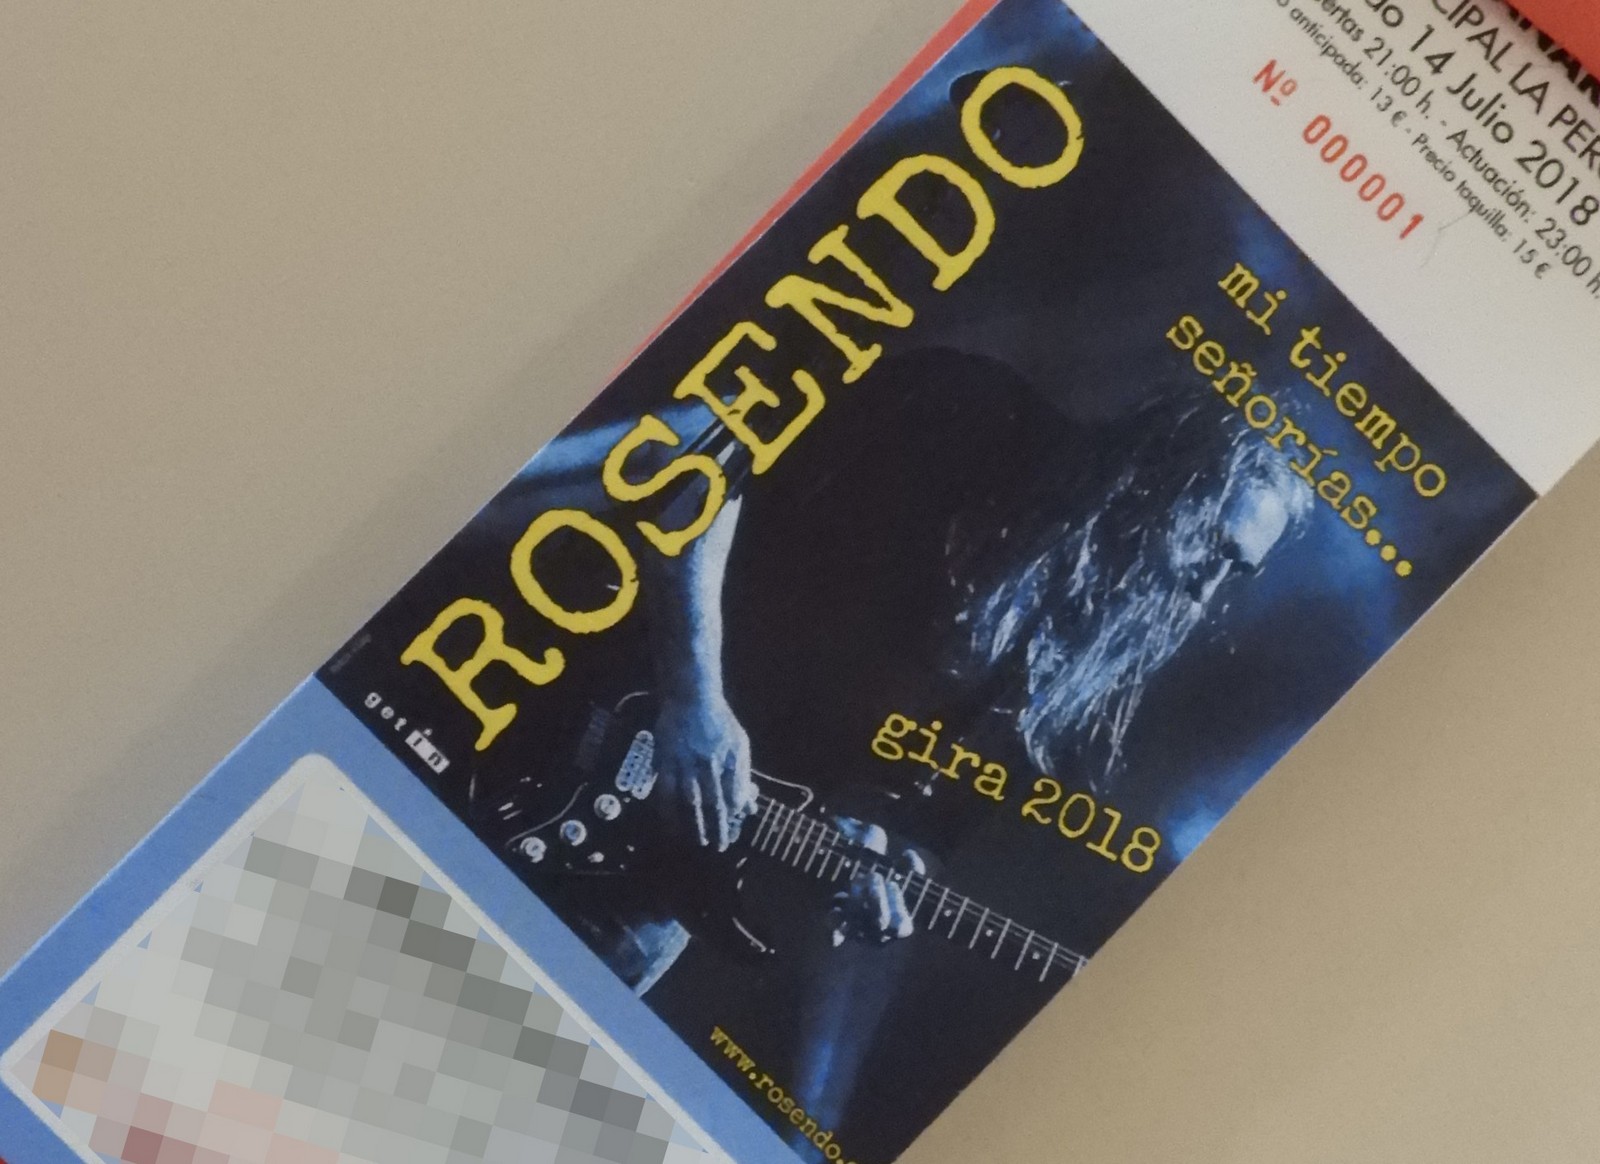 CIPAL LA PER
14 Julio 2018
21:00 h. - Actuación: 23:00 h.
anticipada: 13 € - Precio taquilla: 15 €
Nº 000001
ROSENDO
mi tiempo
señorías...
gira 2018
get in
www.rosendo.